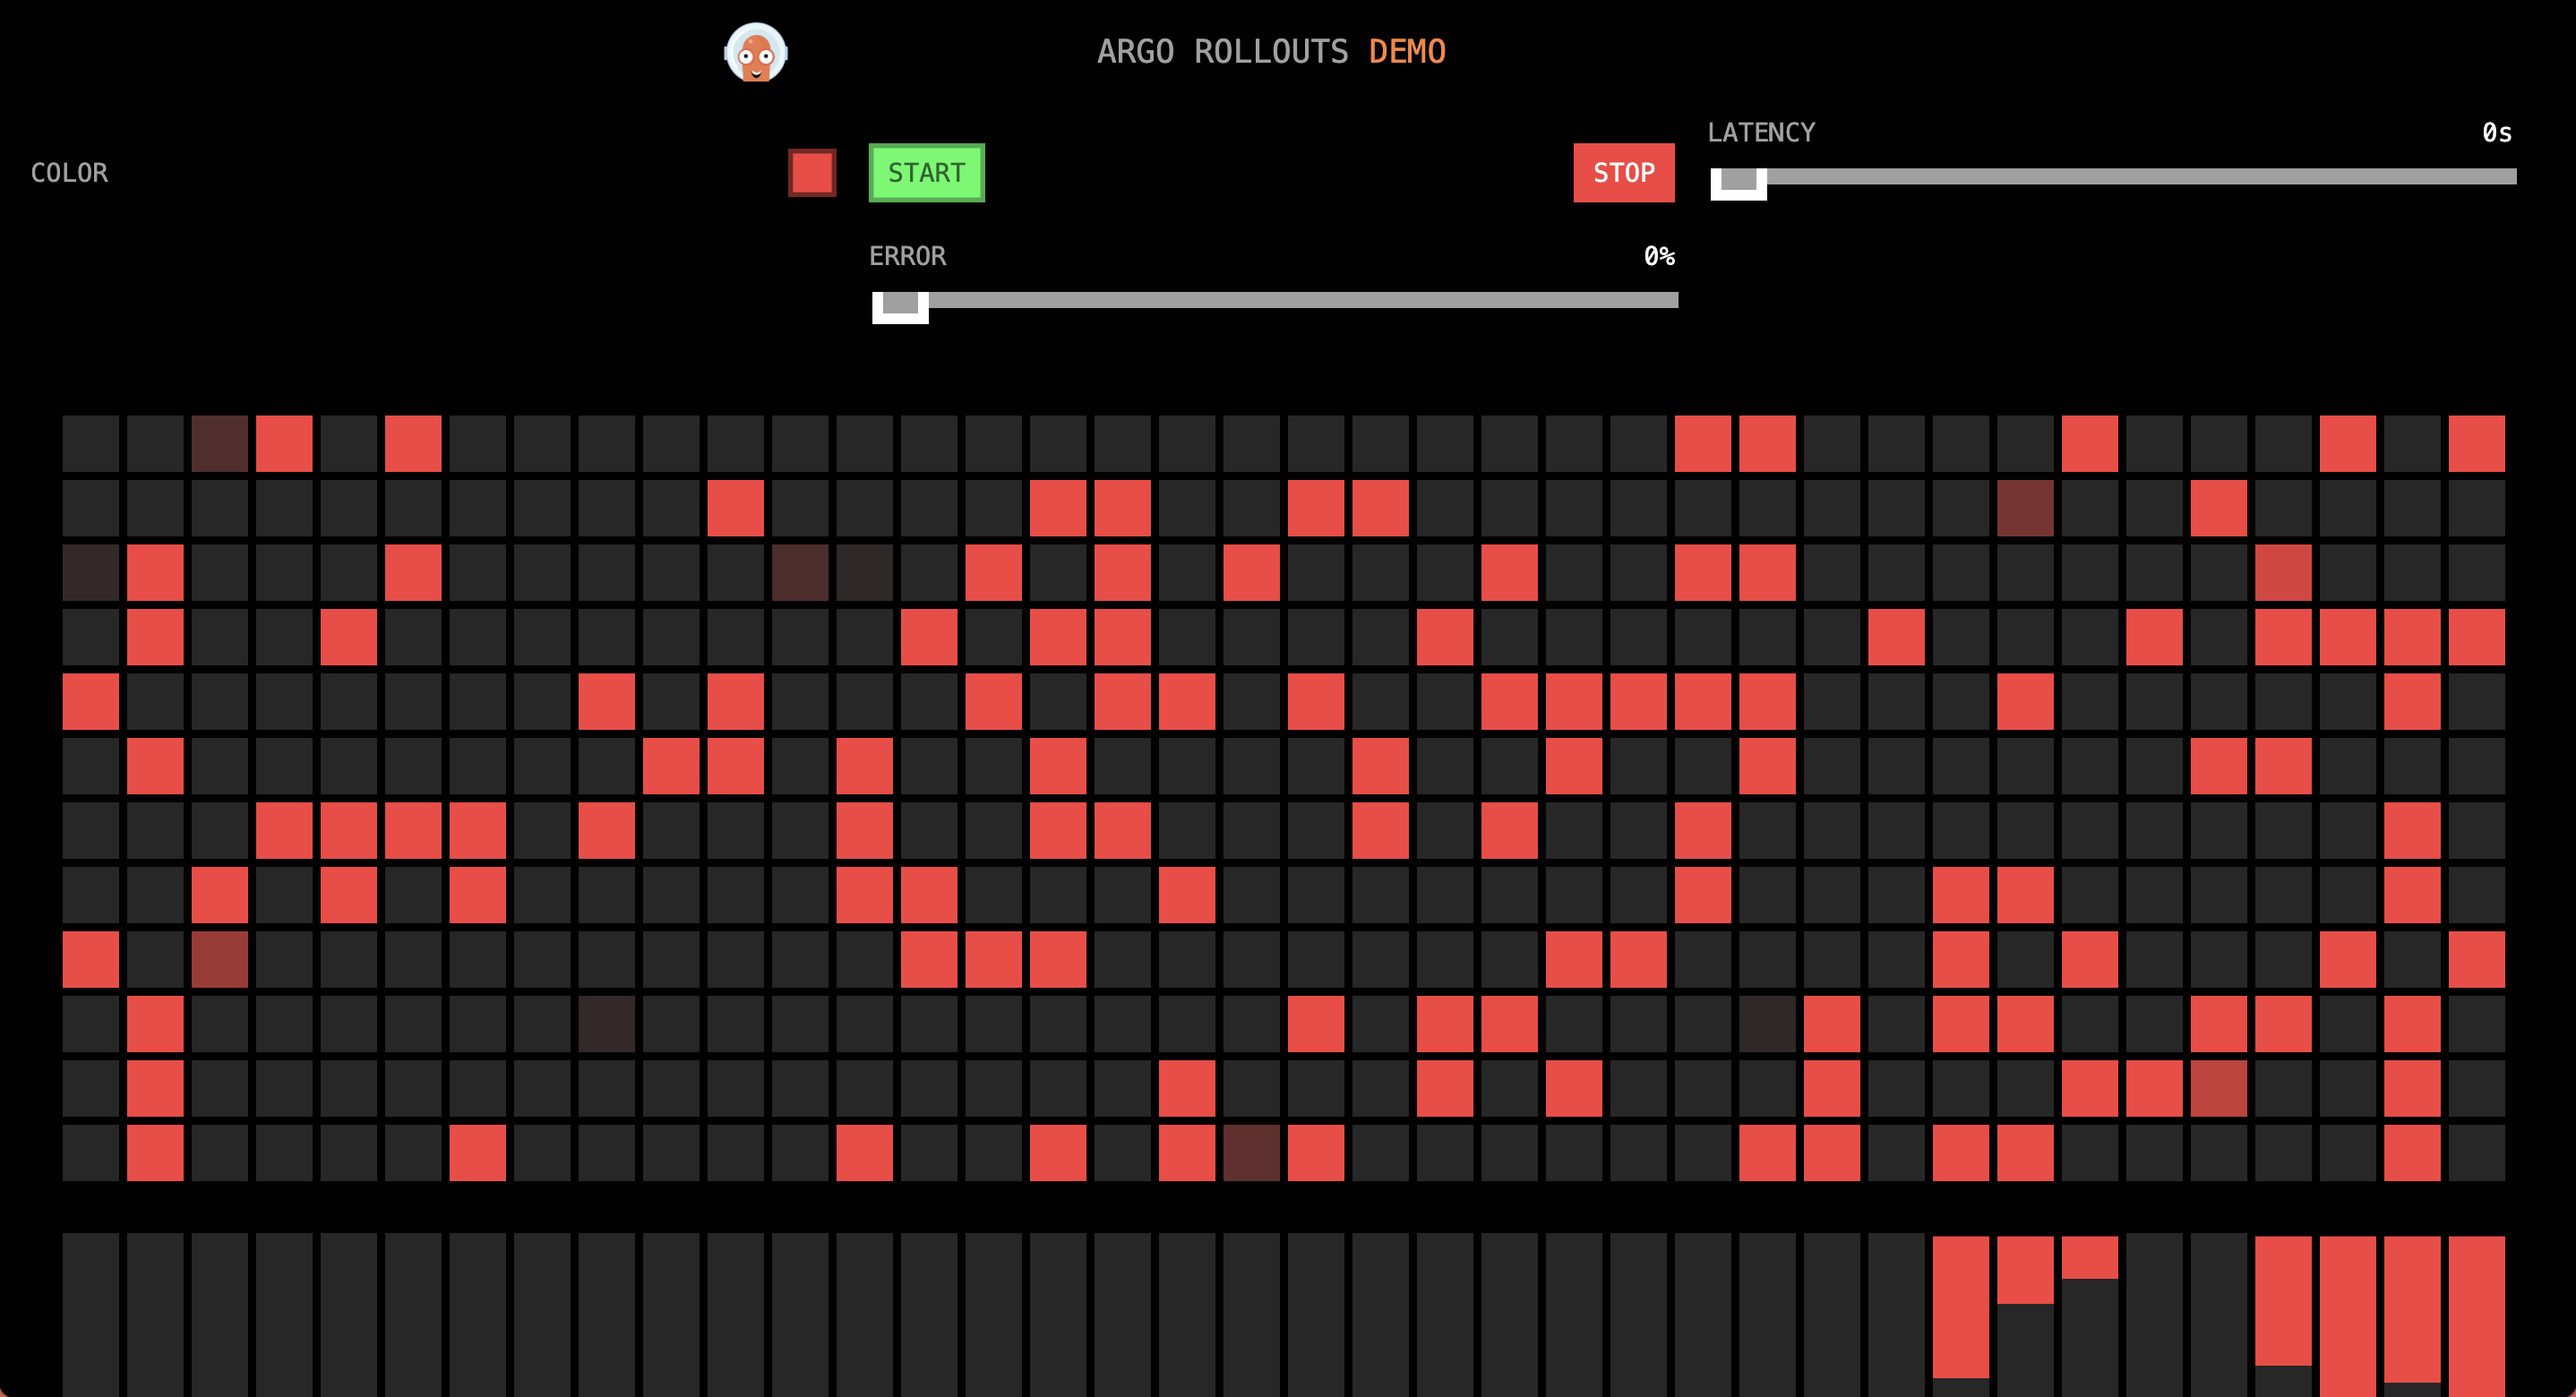 ARGO ROLLOUTS DEMO
COLOR
START
STOP
LATENCY 0s
ERROR 0%